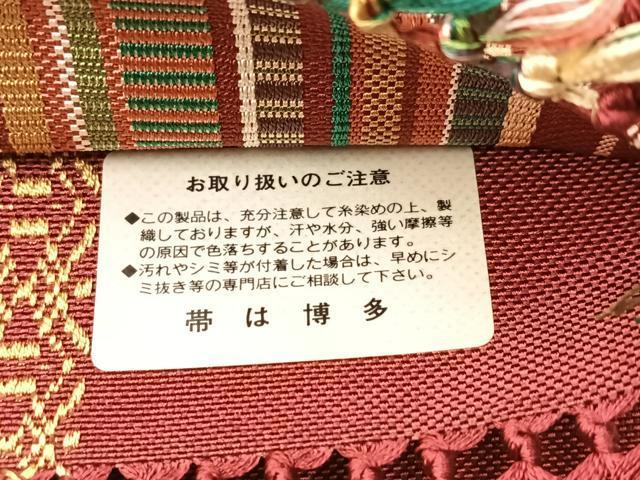 お取り扱いのご注意
◆この製品は、充分注意して糸染めの上、製
織しておりますが、汗や水分、強い摩擦等
の原因で色落ちすることがあります。
◆汚れやシミ等が付着した場合は、早めにシ
ミ抜き等の専門店にご相談して下さい。
帯は博多